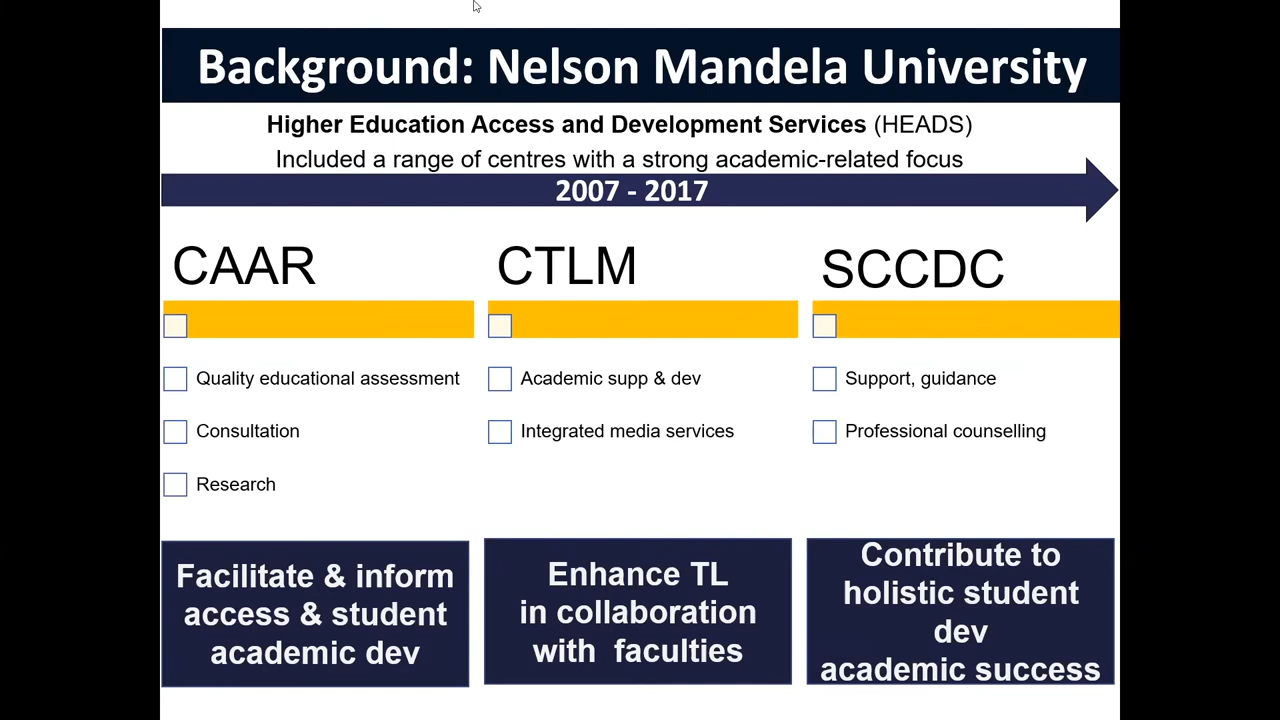 Background: Nelson Mandela University
Higher Education Access and Development Services (HEADS)
Included a range of centres with a strong academic-related focus
2007 - 2017
CAAR
Quality educational assessment
Consultation
Research
Facilitate & inform
access & student
academic dev
CTLM
Academic supp & dev
Integrated media services
Enhance TL
in collaboration
with faculties
SCCDC
Support, guidance
Professional counselling
Contribute to
holistic student
dev
academic success